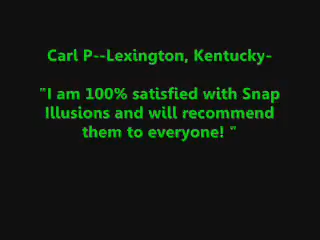 Carl P--Lexington, Kentucky-
"I am 100% satisfied with Snap
Illusions and will recommend
them to everyone! "